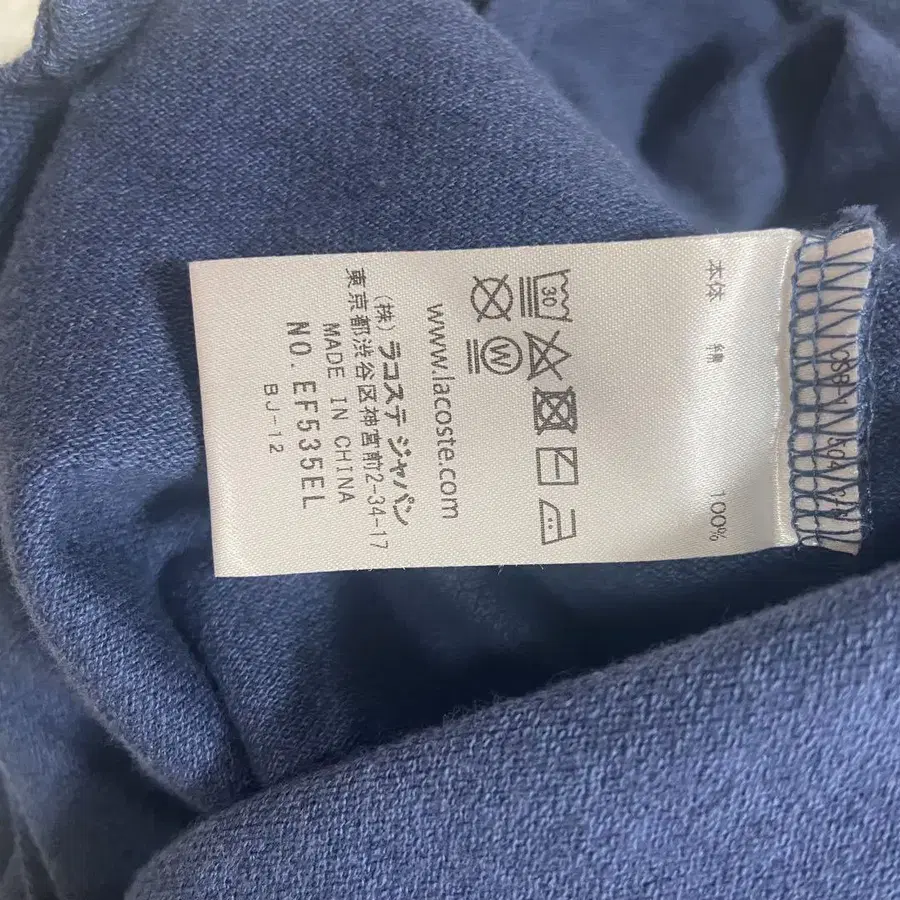 本体 綿 100%
30
W
www.lacoste.com
(株)ラコステ ジャパン
東京都渋谷区神宮前2-34-17
MADE IN CHINA
NO. EF535EL
BJ-12